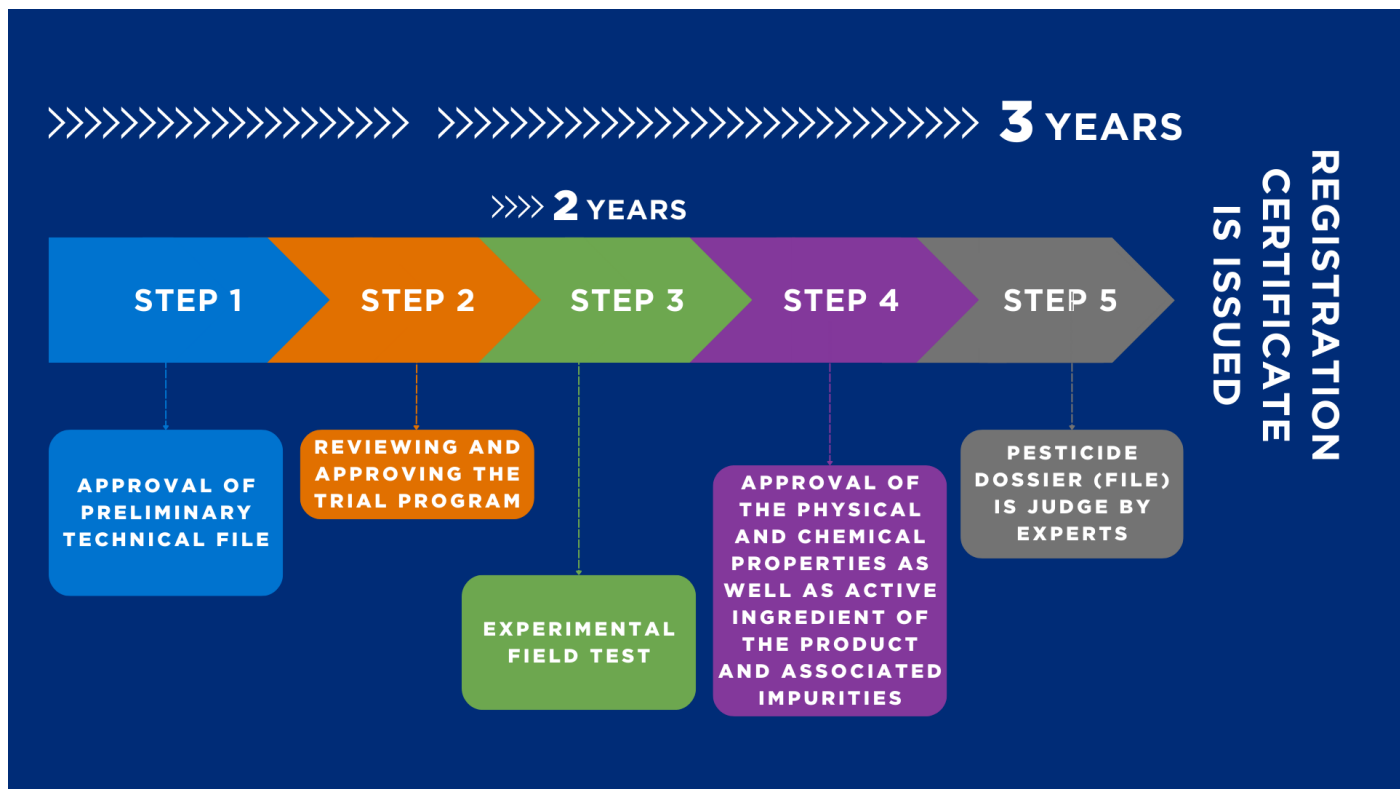 3 YEARS
2 YEARS
STEP 1
STEP 2
STEP 3
STEP 4
STEP 5
REGISTRATION
CERTIFICATE
IS ISSUED
APPROVAL OF
PRELIMINARY
TECHNICAL FILE
REVIEWING AND
APPROVING THE
TRIAL PROGRAM
EXPERIMENTAL
FIELD TEST
APPROVAL OF
THE PHYSICAL
AND CHEMICAL
PROPERTIES AS
WELL AS ACTIVE
INGREDIENT OF
THE PRODUCT
AND ASSOCIATED
IMPURITIES
PESTICIDE
DOSSIER (FILE)
IS JUDGE BY
EXPERTS